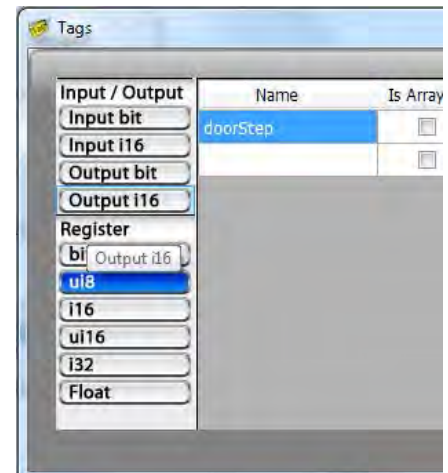 Tags
Input / Output
Name
Is Array
Input bit
doorStep
Input i16
Output bit
Output i16
Register
bi
Output i16
ui8
i16
ui16
i32
Float